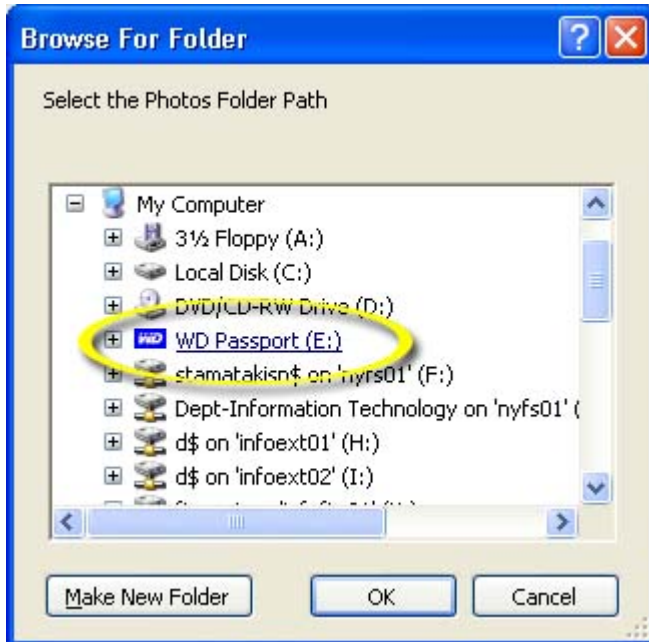 Browse For Folder
Select the Photos Folder Path
My Computer
3½ Floppy (A:)
Local Disk (C:)
DVD/CD-RW Drive (D:)
WD WD Passport (E:)
stamatakisn$ on 'nyfs01' (F:)
Dept-Information Technology on 'nyfs01' (
d$ on 'infoext01' (H:)
d$ on 'infoext02' (I:)
Make New Folder
OK
Cancel